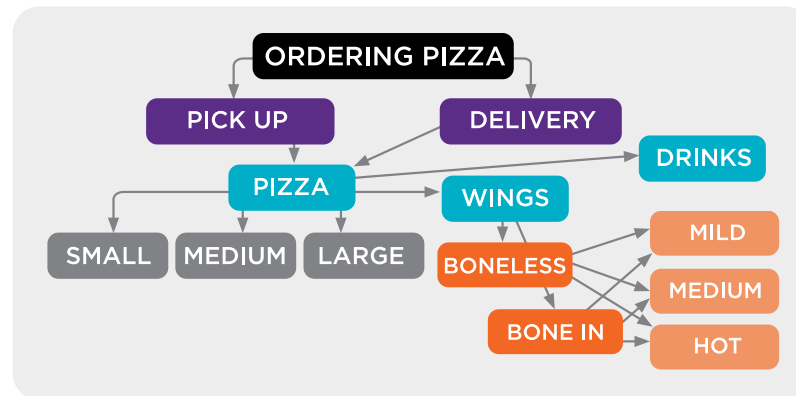 ORDERING PIZZA
PICK UP
DELIVERY
DRINKS
PIZZA
WINGS
SMALL
MEDIUM
LARGE
MILD
BONELESS
MEDIUM
BONE IN
HOT